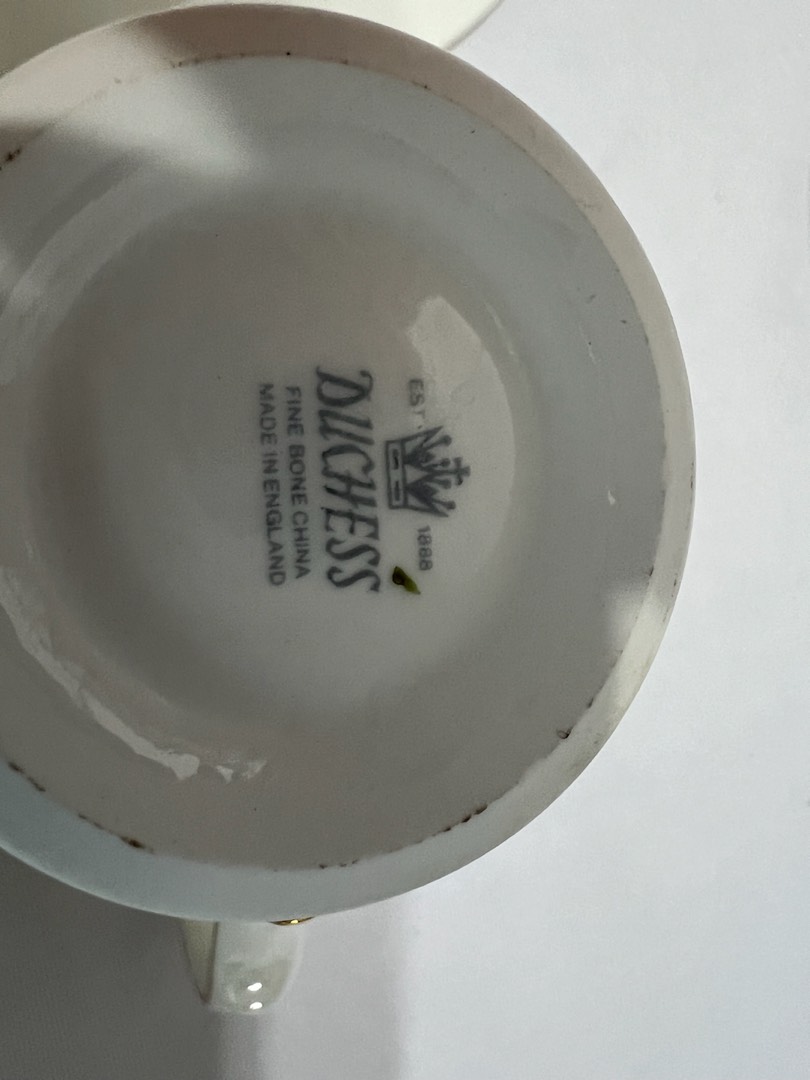 EST. 1888
DUCHESS
FINE BONE CHINA
MADE IN ENGLAND